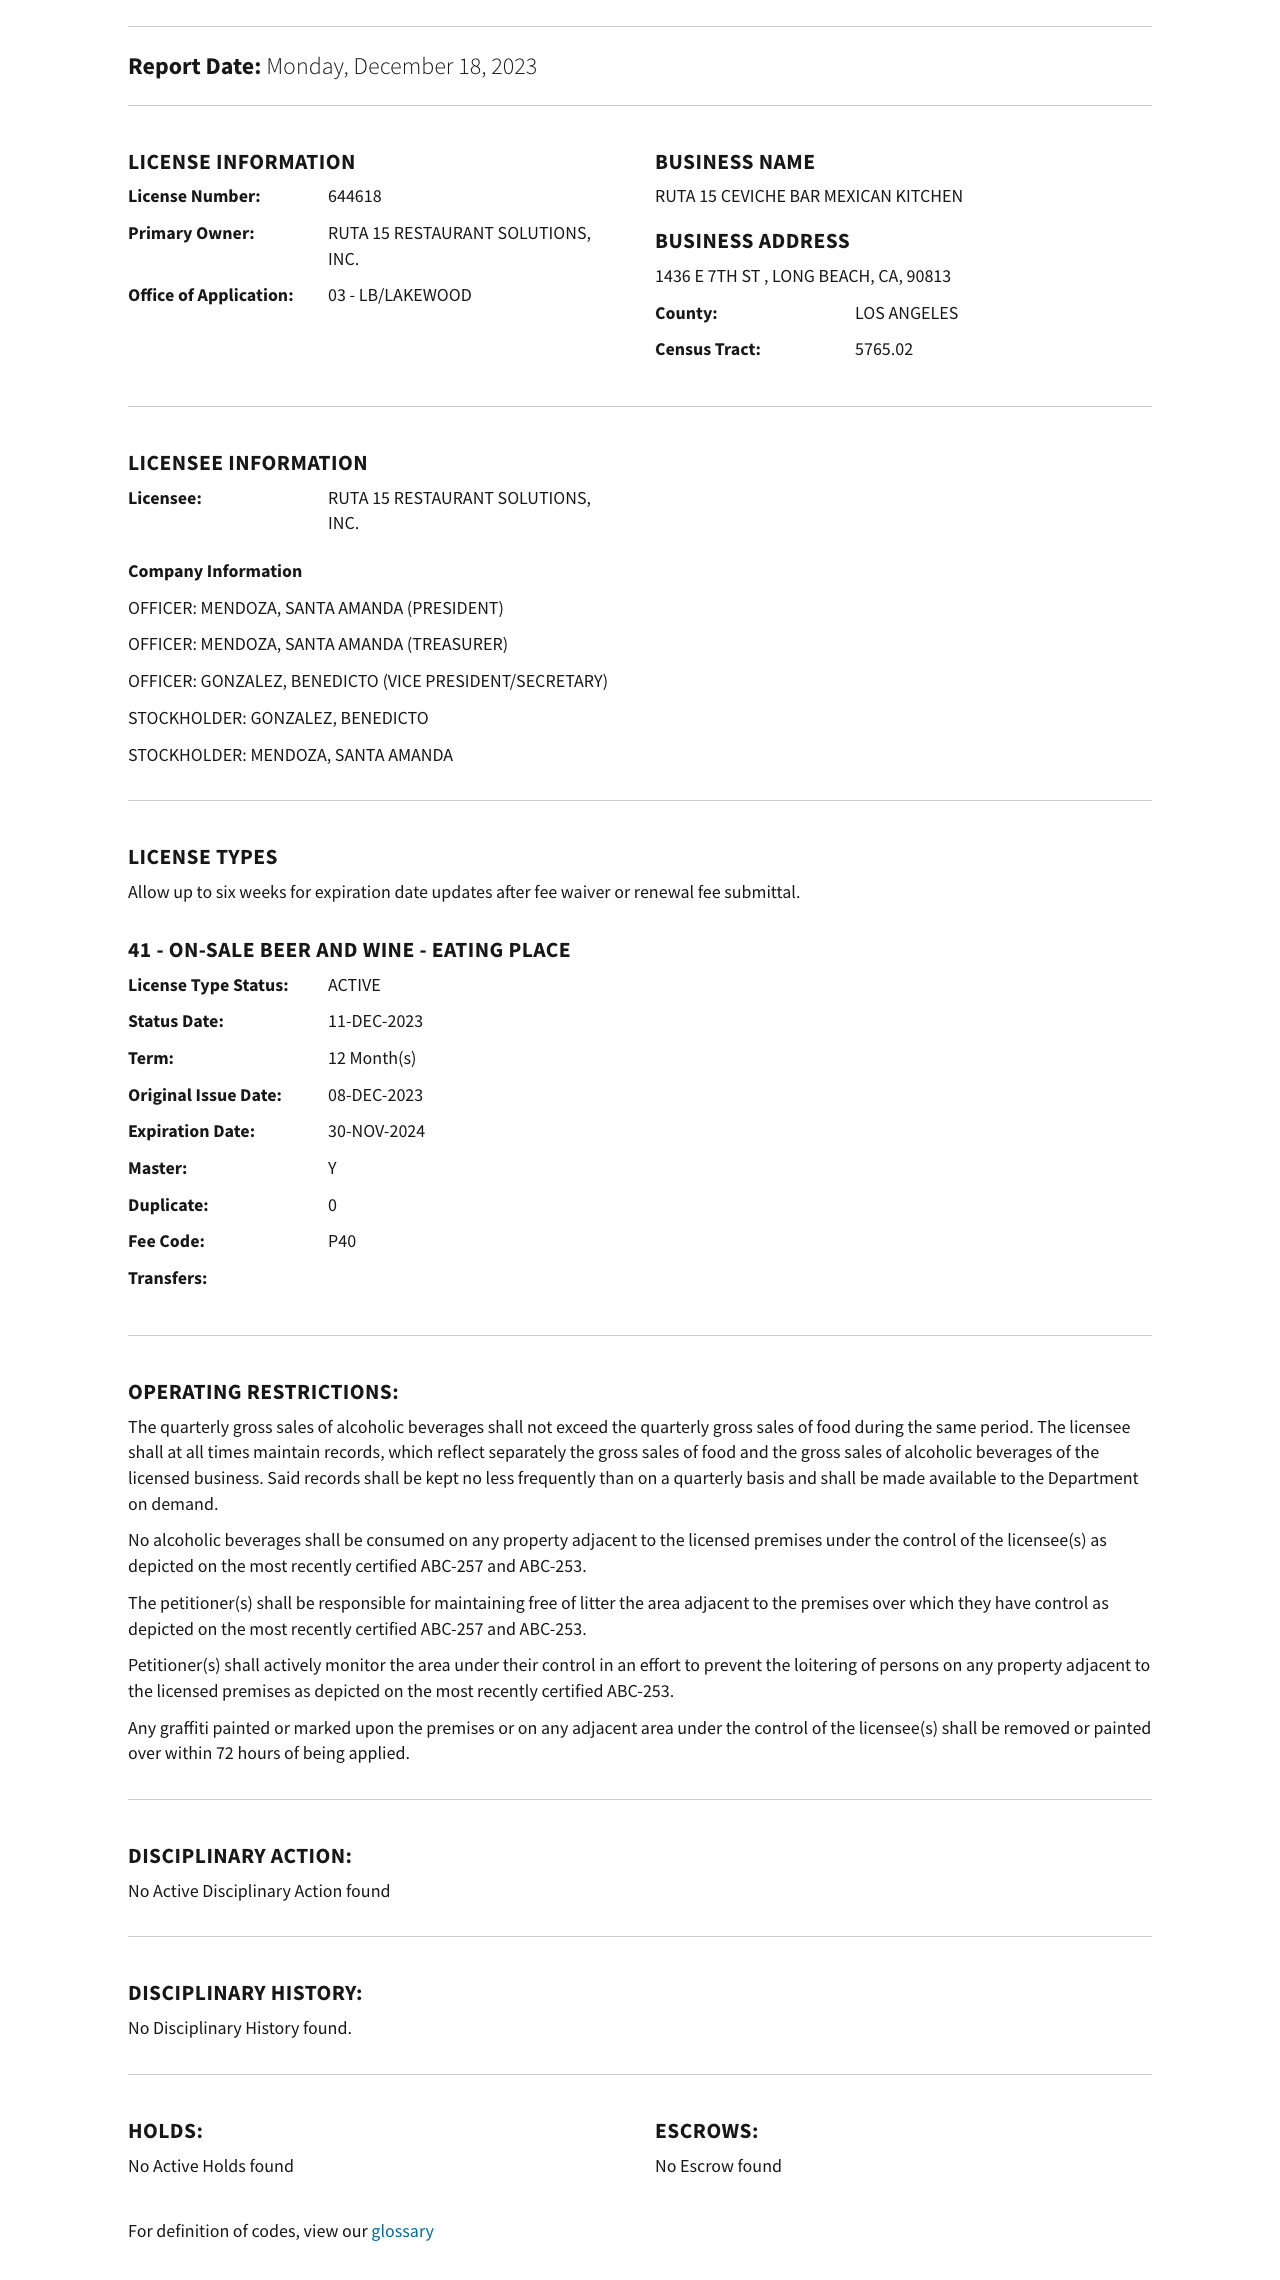 Report Date: Monday, December 18, 2023
LICENSE INFORMATION
License Number: 644618
Primary Owner: RUTA 15 RESTAURANT SOLUTIONS,
INC.
Office of Application: 03 - LB/LAKEWOOD
BUSINESS NAME
RUTA 15 CEVICHE BAR MEXICAN KITCHEN
BUSINESS ADDRESS
1436 E 7TH ST , LONG BEACH, CA, 90813
County: LOS ANGELES
Census Tract: 5765.02
LICENSEE INFORMATION
Licensee: RUTA 15 RESTAURANT SOLUTIONS,
INC.
Company Information
OFFICER: MENDOZA, SANTA AMANDA (PRESIDENT)
OFFICER: MENDOZA, SANTA AMANDA (TREASURER)
OFFICER: GONZALEZ, BENEDICTO (VICE PRESIDENT/SECRETARY)
STOCKHOLDER: GONZALEZ, BENEDICTO
STOCKHOLDER: MENDOZA, SANTA AMANDA
LICENSE TYPES
Allow up to six weeks for expiration date updates after fee waiver or renewal fee submittal.
41 - ON-SALE BEER AND WINE - EATING PLACE
License Type Status: ACTIVE
Status Date: 11-DEC-2023
Term: 12 Month(s)
Original Issue Date: 08-DEC-2023
Expiration Date: 30-NOV-2024
Master: Y
Duplicate: 0
Fee Code: P40
Transfers:
OPERATING RESTRICTIONS:
The quarterly gross sales of alcoholic beverages shall not exceed the quarterly gross sales of food during the same period. The licensee
shall at all times maintain records, which reflect separately the gross sales of food and the gross sales of alcoholic beverages of the
licensed business. Said records shall be kept no less frequently than on a quarterly basis and shall be made available to the Department
on demand.
No alcoholic beverages shall be consumed on any property adjacent to the licensed premises under the control of the licensee(s) as
depicted on the most recently certified ABC-257 and ABC-253.
The petitioner(s) shall be responsible for maintaining free of litter the area adjacent to the premises over which they have control as
depicted on the most recently certified ABC-257 and ABC-253.
Petitioner(s) shall actively monitor the area under their control in an effort to prevent the loitering of persons on any property adjacent to
the licensed premises as depicted on the most recently certified ABC-253.
Any graffiti painted or marked upon the premises or on any adjacent area under the control of the licensee(s) shall be removed or painted
over within 72 hours of being applied.
DISCIPLINARY ACTION:
No Active Disciplinary Action found
DISCIPLINARY HISTORY:
No Disciplinary History found.
HOLDS:
No Active Holds found
ESCROWS:
No Escrow found
For definition of codes, view our glossary